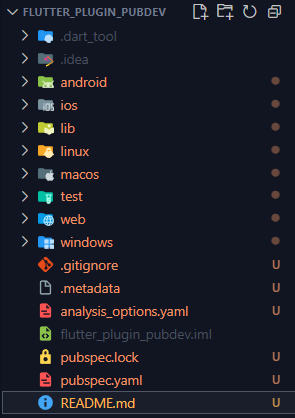 FLUTTER_PLUGIN_PUBDEV
.dart_tool
.idea
android
ios
lib
linux
macos
test
web
windows
.gitignore U
.metadata U
analysis_options.yaml U
flutter_plugin_pubdev.iml
pubspec.lock U
pubspec.yaml U
README.md U